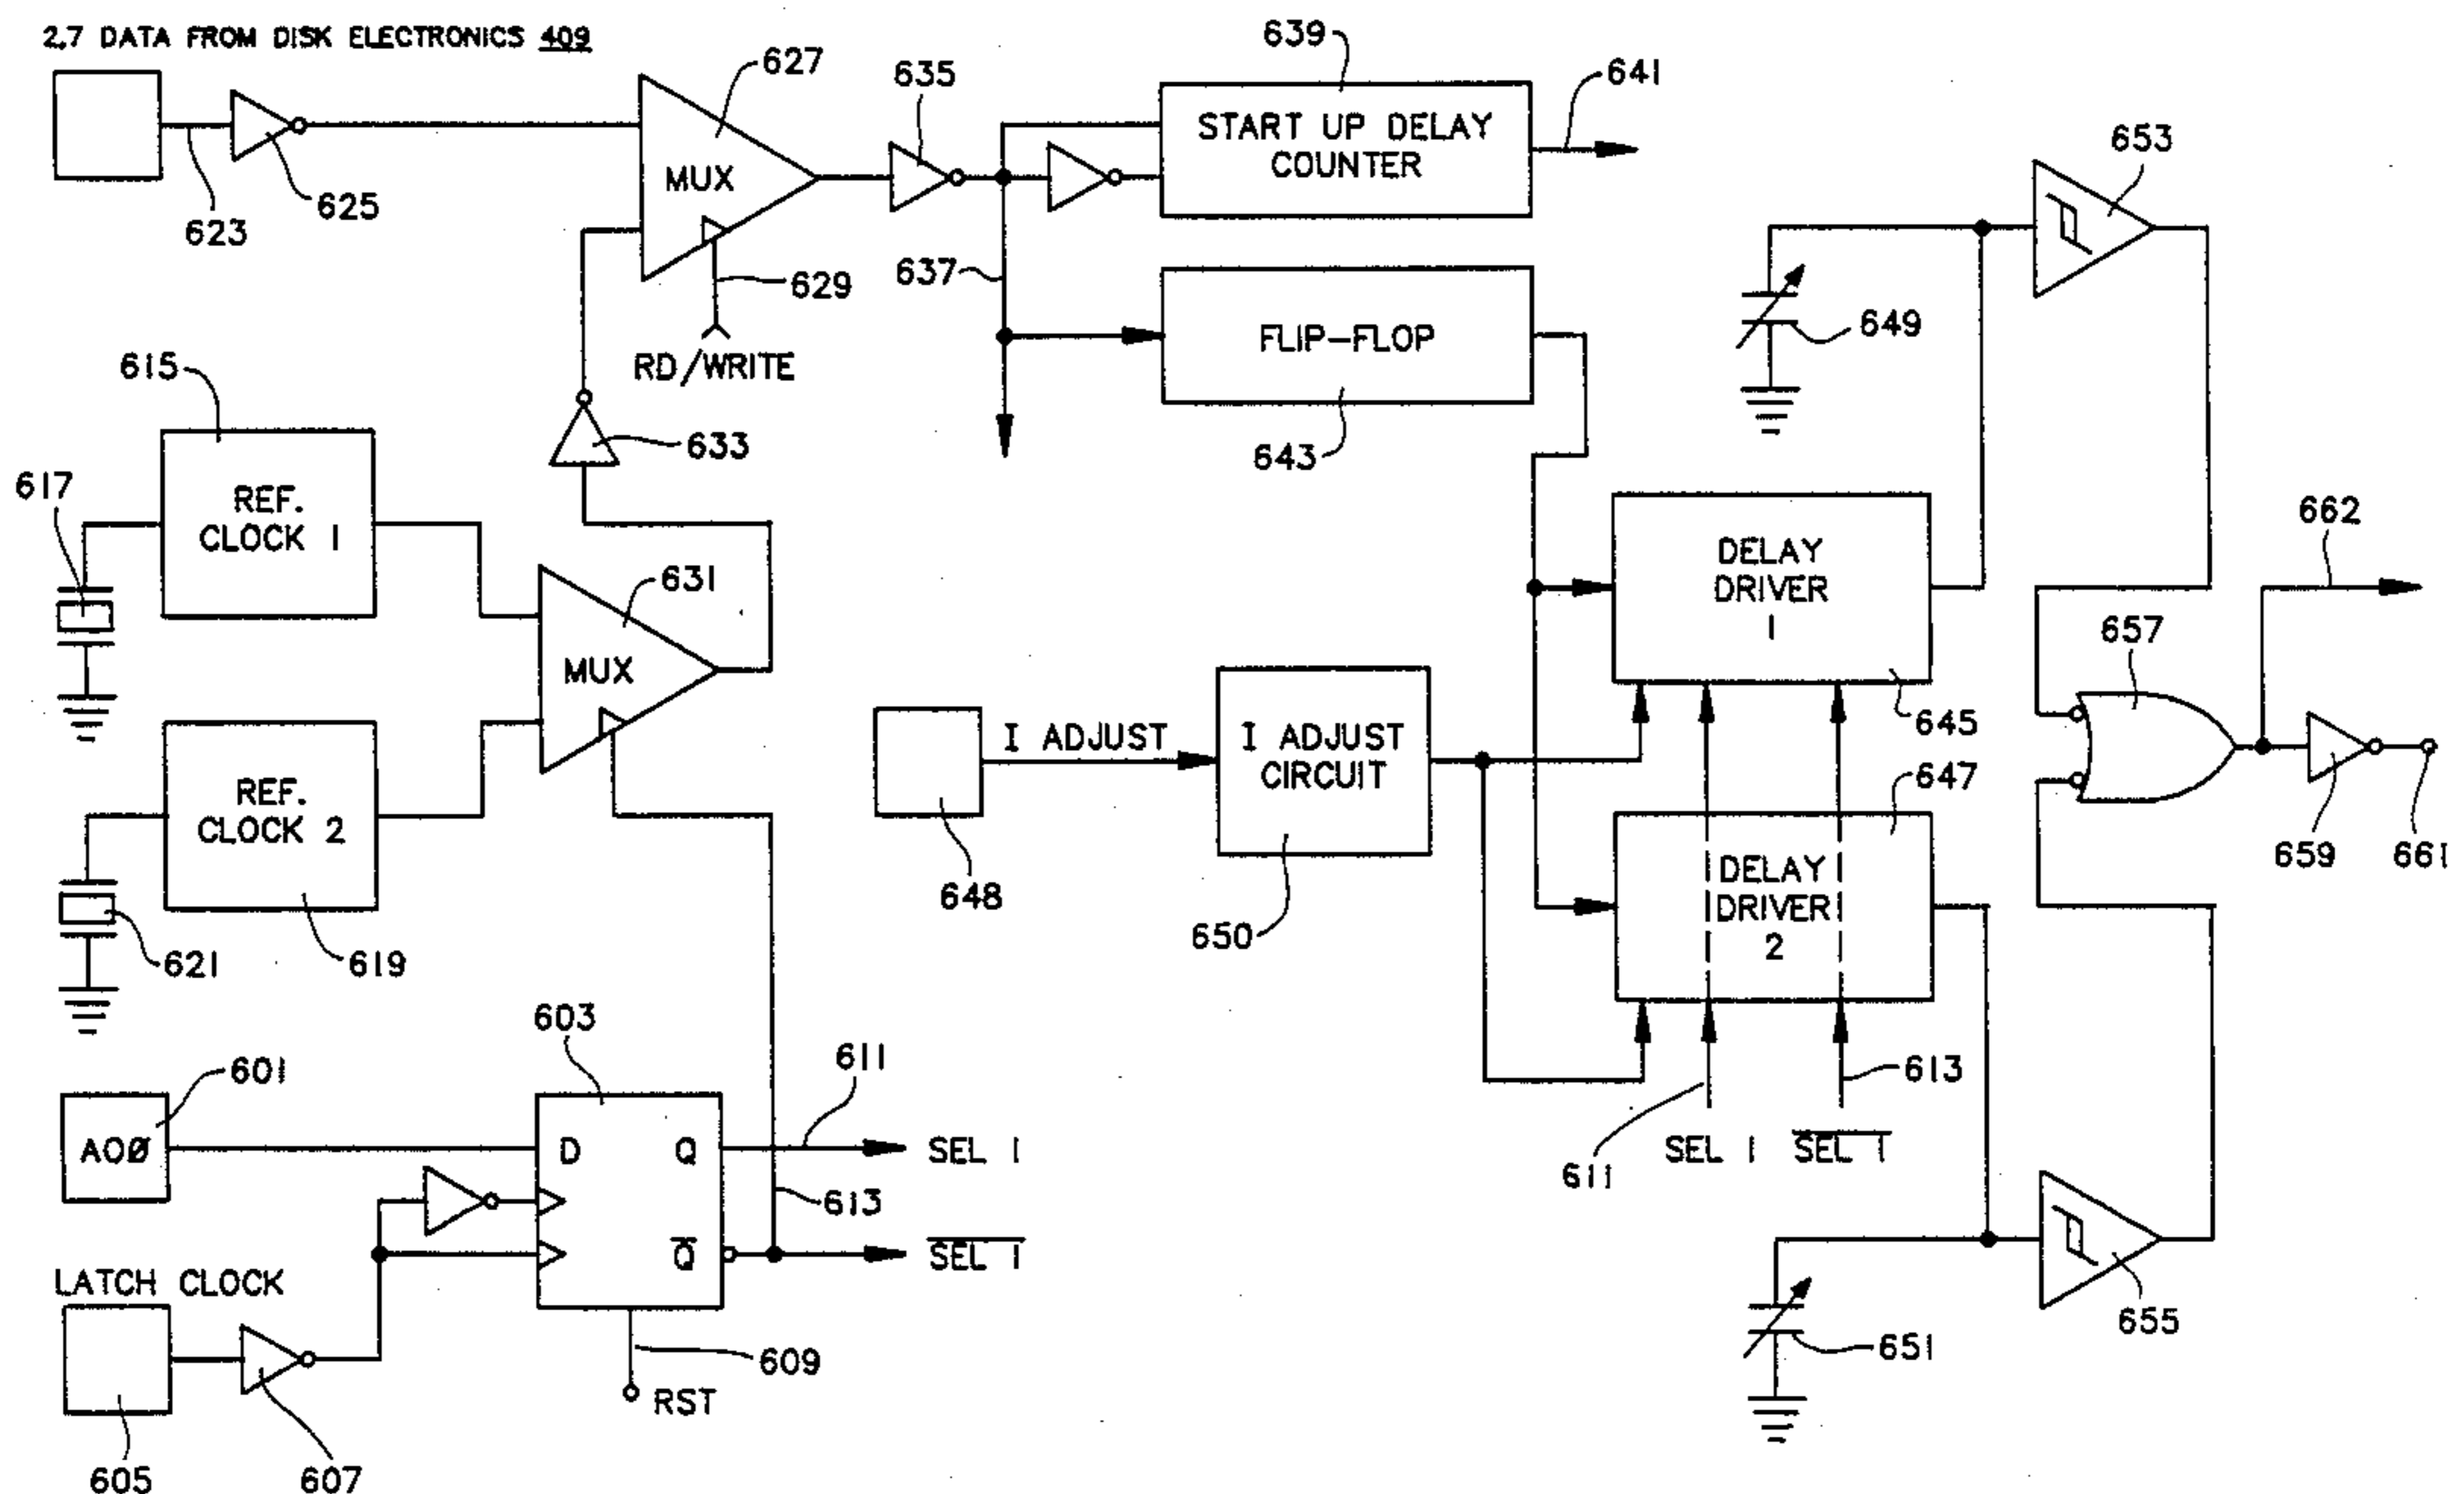 2,7 DATA FROM DISK ELECTRONICS 409
639
641
627
635
START UP DELAY
COUNTER
653
MUX
625
623
637
629
RD/WRITE
FLIP-FLOP
649
615
633
643
617
REF.
CLOCK 1
631
DELAY
DRIVER
1
662
657
MUX
645
I ADJUST
I ADJUST
CIRCUIT
647
REF.
CLOCK 2
659
661
648
DELAY
DRIVER
2
650
621
619
603
601
611
613
A00
D
Q
SEL 1
611
SEL 1
S̅E̅L̅ ̅1̅
613
Q̅
S̅E̅L̅ ̅1̅
LATCH CLOCK
655
651
609
RST
605
607